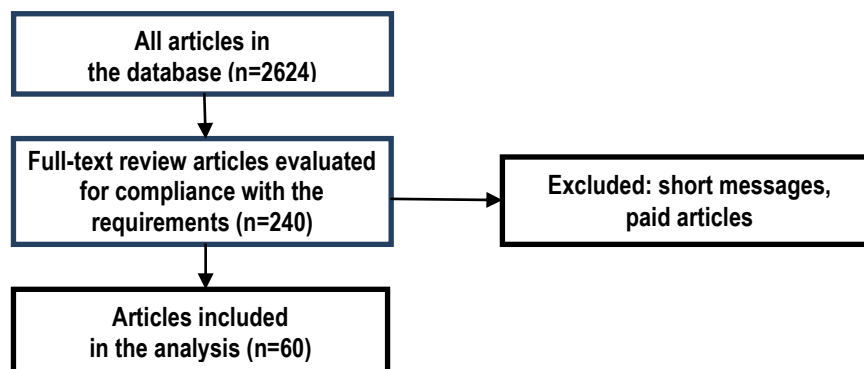 All articles in
the database (n=2624)
Full-text review articles evaluated
for compliance with the
requirements (n=240)
Excluded: short messages,
paid articles
Articles included
in the analysis (n=60)